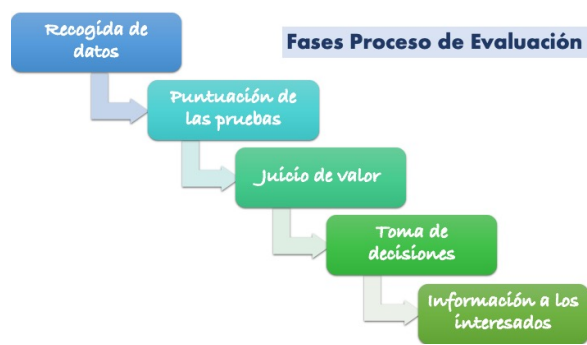 Fases Proceso de Evaluación
Recogida de
datos
Puntuación de
las pruebas
Juicio de valor
Toma de
decisiones
Información a los
interesados